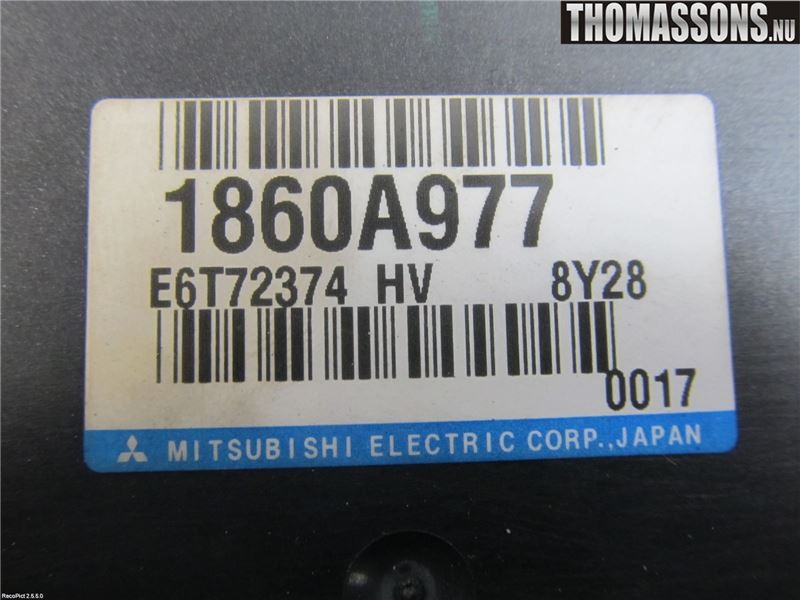 THOMASSONS.NU
1860A977
E6T72374 HV 8Y28
0017
MITSUBISHI ELECTRIC CORP.,JAPAN
RecoPict 2.5.5.0